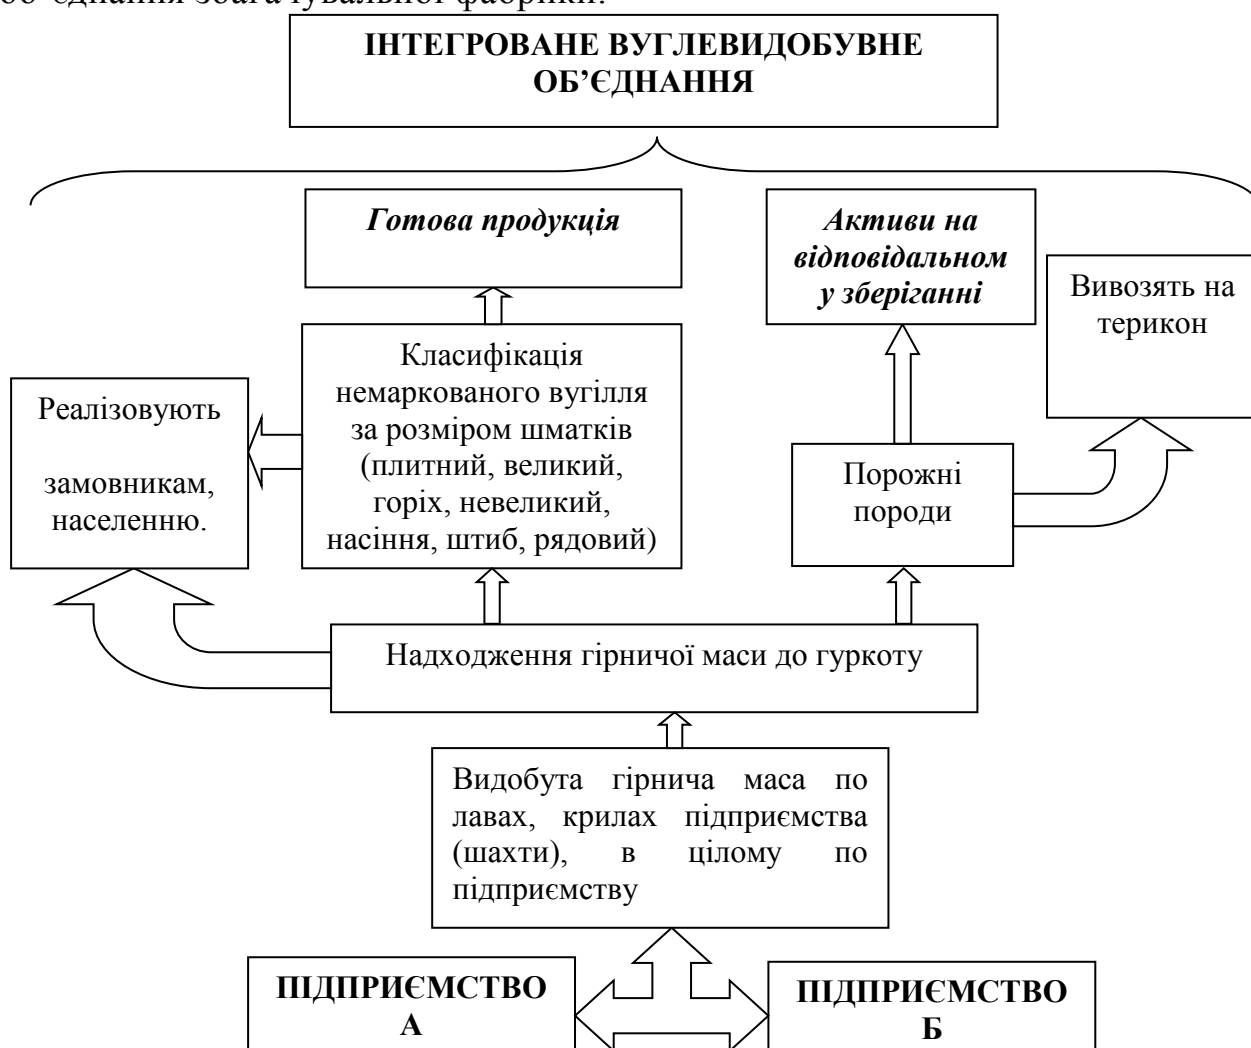 об’єднання збагачувальної фабрики.
ІНТЕГРОВАНЕ ВУГЛЕВИДОБУВНЕ
ОБ’ЄДНАННЯ
Готова продукція
Активи на
відповідальном
у зберіганні
Вивозять на
терикон
Класифікація
немаркованого вугілля
за розміром шматків
(плитний, великий,
горіх, невеликий,
насіння, штиб, рядовий)
Реалізовують
замовникам,
населенню.
Порожні
породи
Надходження гірничої маси до гуркоту
Видобута гірнича маса по
лавах, крилах підприємства
(шахти), в цілому по
підприємству
ПІДПРИЄМСТВО
А
ПІДПРИЄМСТВО
Б